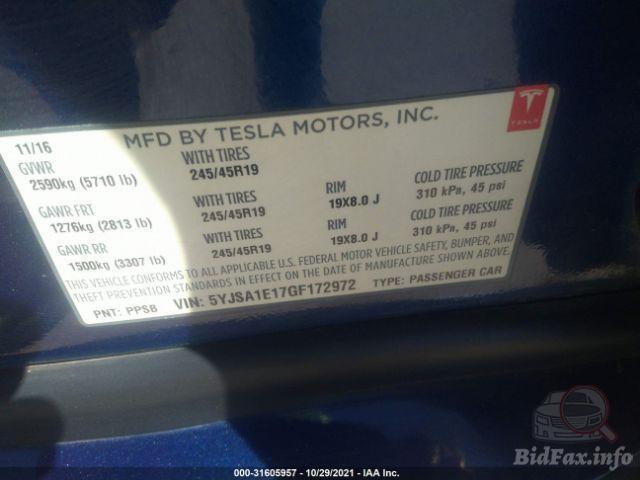 MFD BY TESLA MOTORS, INC.
TESLA
11/16
GVWR WITH TIRES
2590kg (5710 lb) 245/45R19
GAWR FRT WITH TIRES RIM COLD TIRE PRESSURE
1276kg (2813 lb) 245/45R19 19X8.0 J 310 kPa, 45 psi
GAWR RR WITH TIRES RIM COLD TIRE PRESSURE
1500kg (3307 lb) 245/45R19 19X8.0 J 310 kPa, 45 psi
THIS VEHICLE CONFORMS TO ALL APPLICABLE U.S. FEDERAL MOTOR VEHICLE SAFETY, BUMPER, AND
THEFT PREVENTION STANDARDS IN EFFECT ON THE DATE OF MANUFACTURE SHOWN ABOVE.
PNT: PPSB VIN: 5YJSA1E17GF172972 TYPE: PASSENGER CAR
BidFax.info
000-31605957 - 10/29/2021 - IAA Inc.